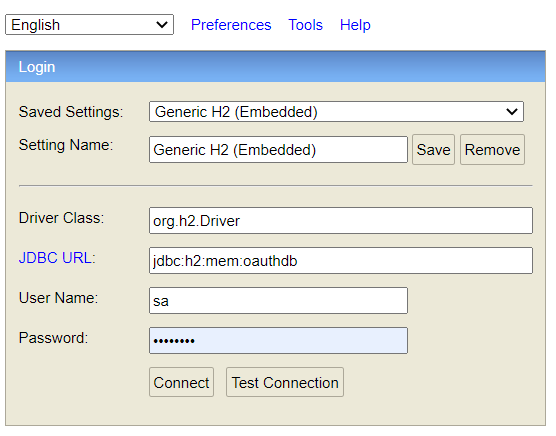 English Preferences Tools Help
Login
Saved Settings: Generic H2 (Embedded)
Setting Name: Generic H2 (Embedded) Save Remove
Driver Class: org.h2.Driver
JDBC URL: jdbc:h2:mem:oauthdb
User Name: sa
Password: ••••••••
Connect Test Connection